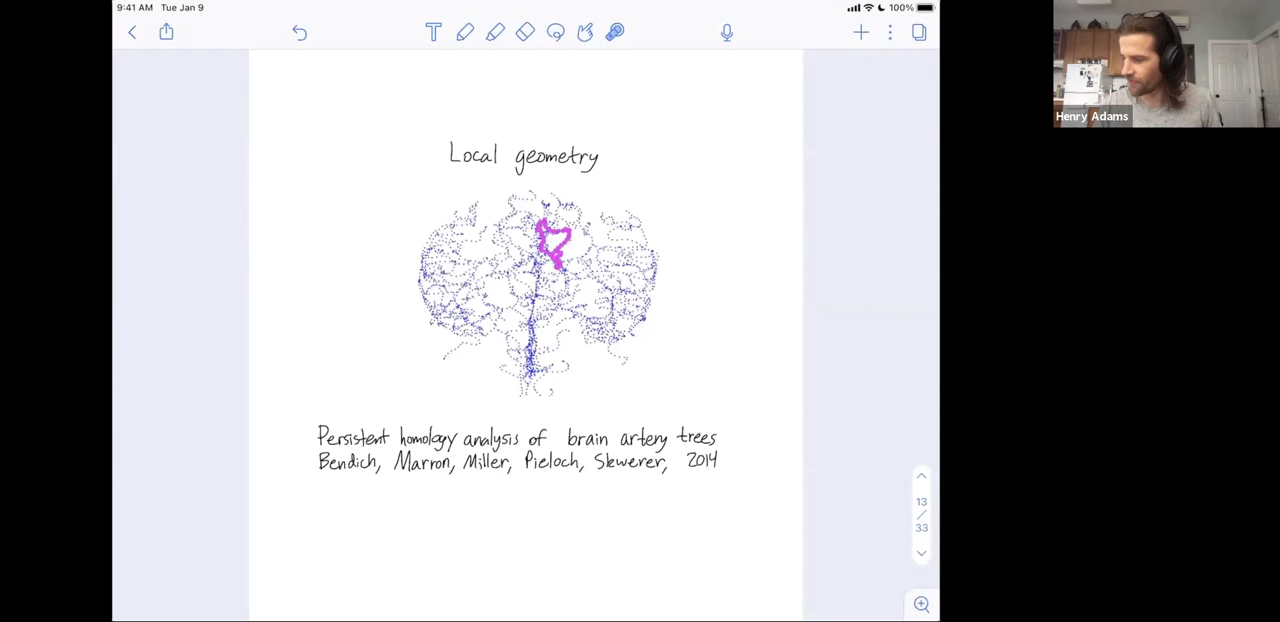 9:41 AM Tue Jan 9
100%
Henry Adams
Local geometry
Persistent homology analysis of brain artery trees
Bendich, Marron, Miller, Pieloch, Skwerer, 2014
13
/
33